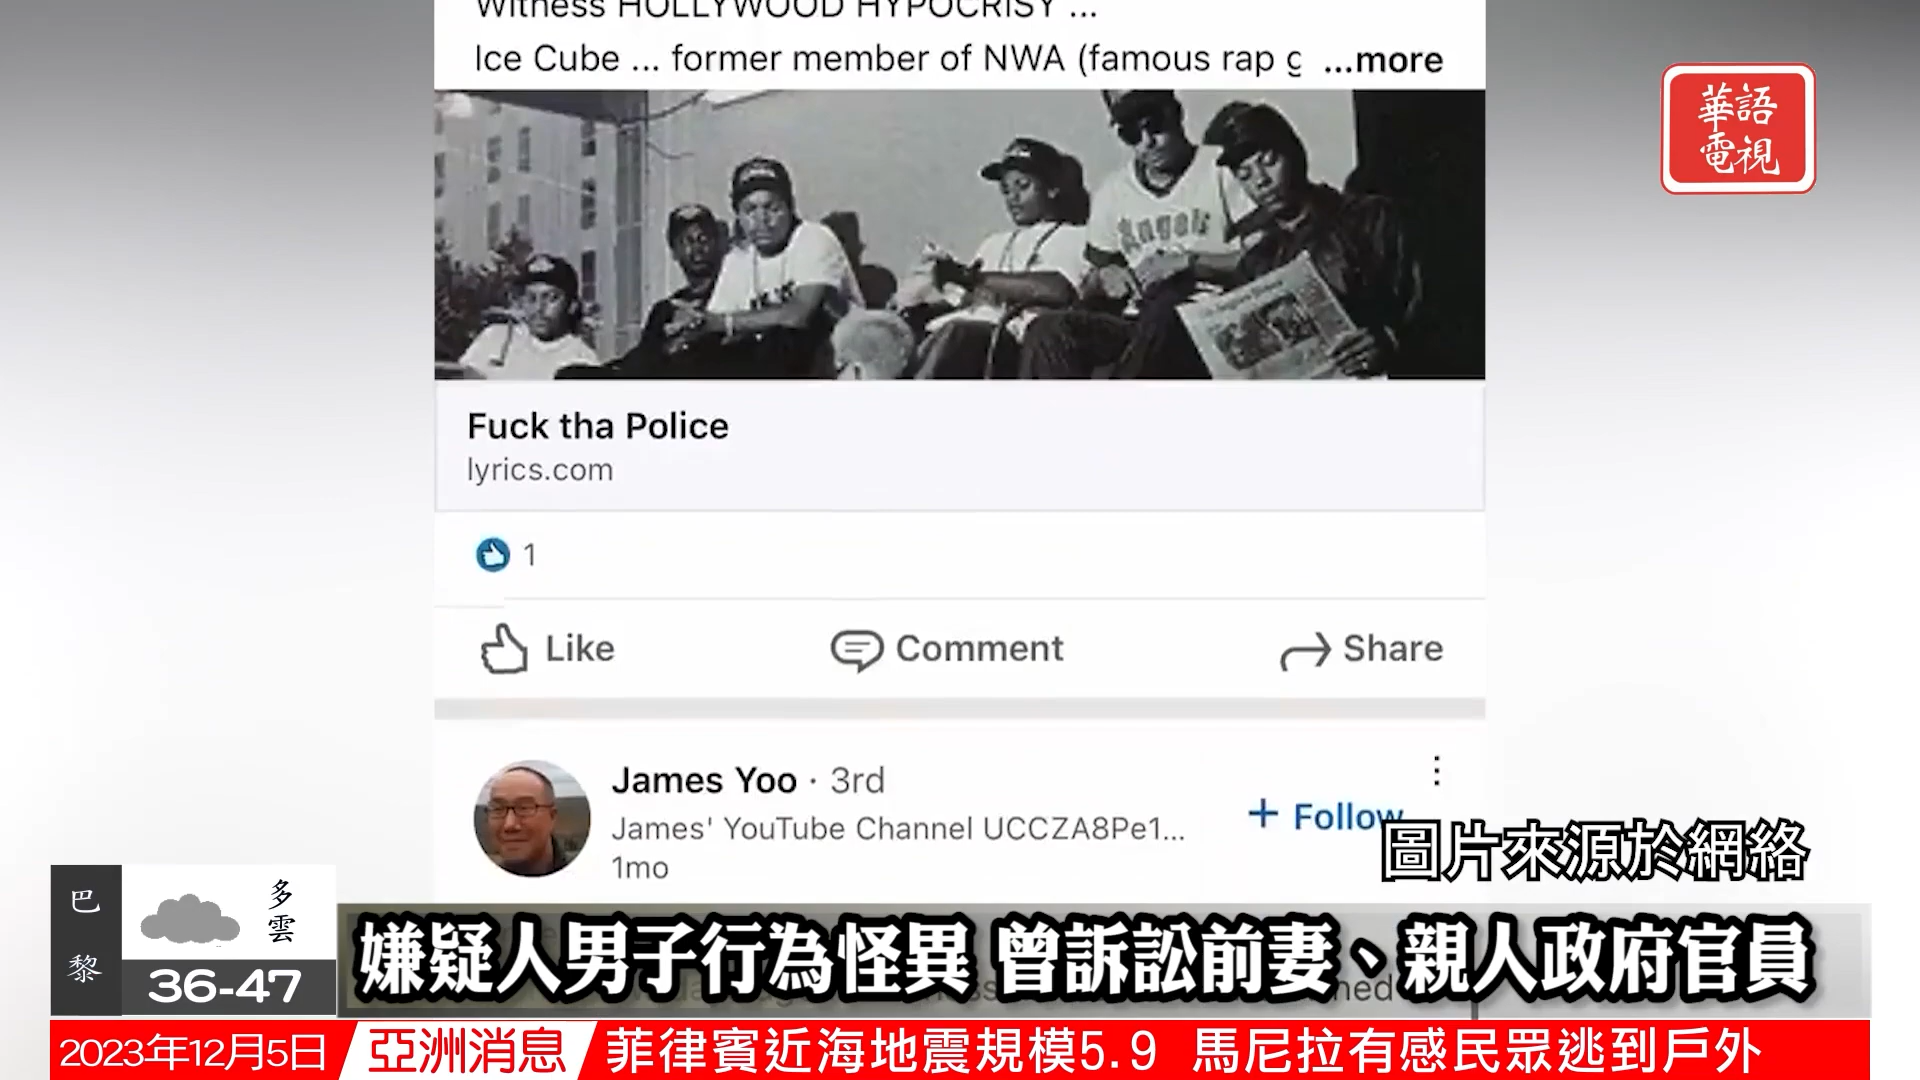 Witness HOLLYWOOD HYPOCRISY ...
Ice Cube ... former member of NWA (famous rap g ...more
華語
電視
Angels
Fuck tha Police
lyrics.com
1
Like
Comment
Share
James Yoo · 3rd
James' YouTube Channel UCCZA8Pe1...
1mo
+ Follow
圖片來源於網絡
巴黎
多雲
36-47
嫌疑人男子行為怪異 曾訴訟前妻、親人政府官員
2023年12月5日
亞洲消息
菲律賓近海地震規模5.9 馬尼拉有感民眾逃到戶外